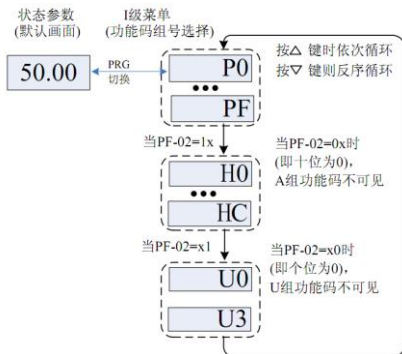 状态参数
(默认画面)
I级菜单
(功能码组号选择)
50.00
PRG
切换
P0
•••
PF
按△ 键时依次循环
按▽ 键则反序循环
当PF-02=1x
当PF-02=0x时
(即十位为0),
A组功能码不可见
H0
•••
HC
当PF-02=x1
当PF-02=x0时
(即个位为0),
U组功能码不可见
U0
U3